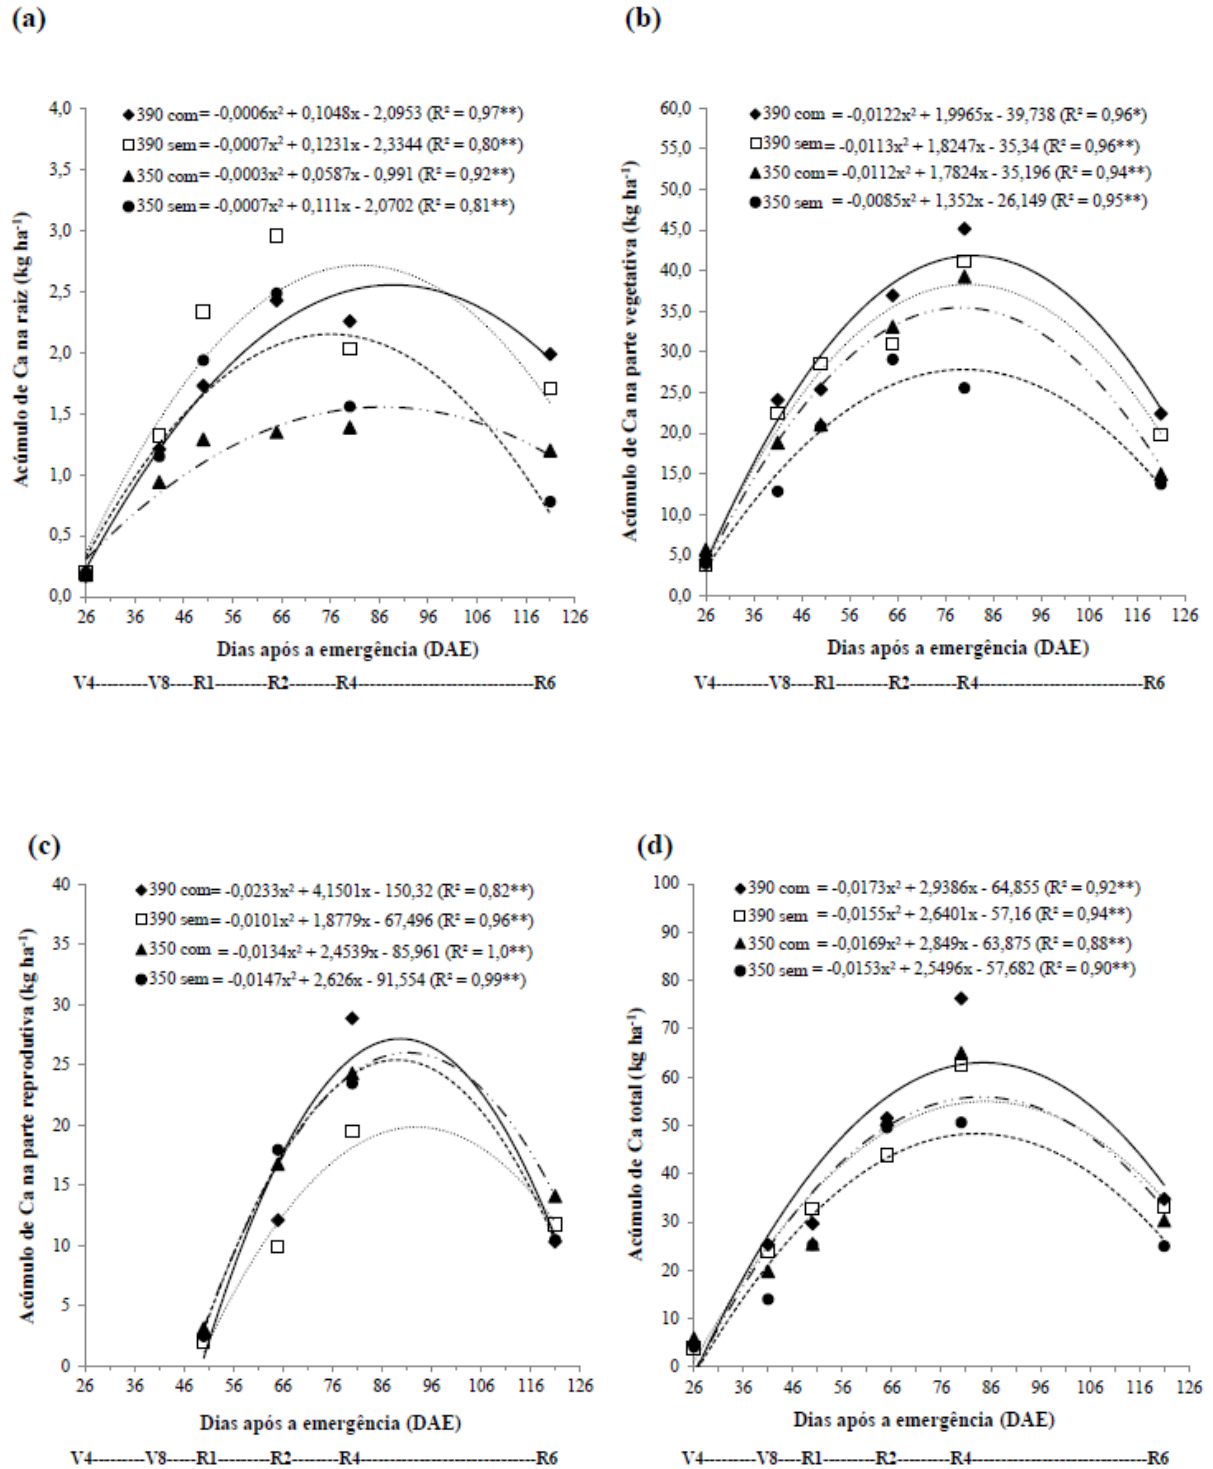 (a)
4,0
3,5
3,0
2,5
2,0
1,5
1,0
0,5
0,0
Acúmulo de Ca na raiz (kg ha⁻¹)
390 com= -0,0006x² + 0,1048x - 2,0953 (R² = 0,97**)
390 sem= -0,0007x² + 0,1231x - 2,3344 (R² = 0,80**)
350 com= -0,0003x² + 0,0587x - 0,991 (R² = 0,92**)
350 sem= -0,0007x² + 0,111x - 2,0702 (R² = 0,81**)
26 36 46 56 66 76 86 96 106 116 126
Dias após a emergência (DAE)
V4----------V8----R1----------R2--------R4------------------------------R6
(b)
60,0
55,0
50,0
45,0
40,0
35,0
30,0
25,0
20,0
15,0
10,0
5,0
0,0
Acúmulo de Ca na parte vegetativa (kg ha⁻¹)
390 com = -0,0122x² + 1,9965x - 39,738 (R² = 0,96*)
390 sem = -0,0113x² + 1,8247x - 35,34 (R² = 0,96**)
350 com = -0,0112x² + 1,7824x - 35,196 (R² = 0,94**)
350 sem = -0,0085x² + 1,352x - 26,149 (R² = 0,95**)
26 36 46 56 66 76 86 96 106 116 126
Dias após a emergência (DAE)
V4----------V8----R1----------R2--------R4------------------------------R6
(c)
40
35
30
25
20
15
10
5
0
Acúmulo de Ca na parte reprodutiva (kg ha⁻¹)
390 com= -0,0233x² + 4,1501x - 150,32 (R² = 0,82**)
390 sem = -0,0101x² + 1,8779x - 67,496 (R² = 0,96**)
350 com = -0,0134x² + 2,4539x - 85,961 (R² = 1,0**)
350 sem = -0,0147x² + 2,626x - 91,554 (R² = 0,99**)
26 36 46 56 66 76 86 96 106 116 126
Dias após a emergência (DAE)
V4----------V8----R1----------R2--------R4------------------------------R6
(d)
100
90
80
70
60
50
40
30
20
10
0
Acúmulo de Ca total (kg ha⁻¹)
390 com = -0,0173x² + 2,9386x - 64,855 (R² = 0,92**)
390 sem = -0,0155x² + 2,6401x - 57,16 (R² = 0,94**)
350 com = -0,0169x² + 2,849x - 63,875 (R² = 0,88**)
350 sem = -0,0153x² + 2,5496x - 57,682 (R² = 0,90**)
26 36 46 56 66 76 86 96 106 116 126
Dias após a emergência (DAE)
V4----------V8----R1----------R2--------R4------------------------------R6